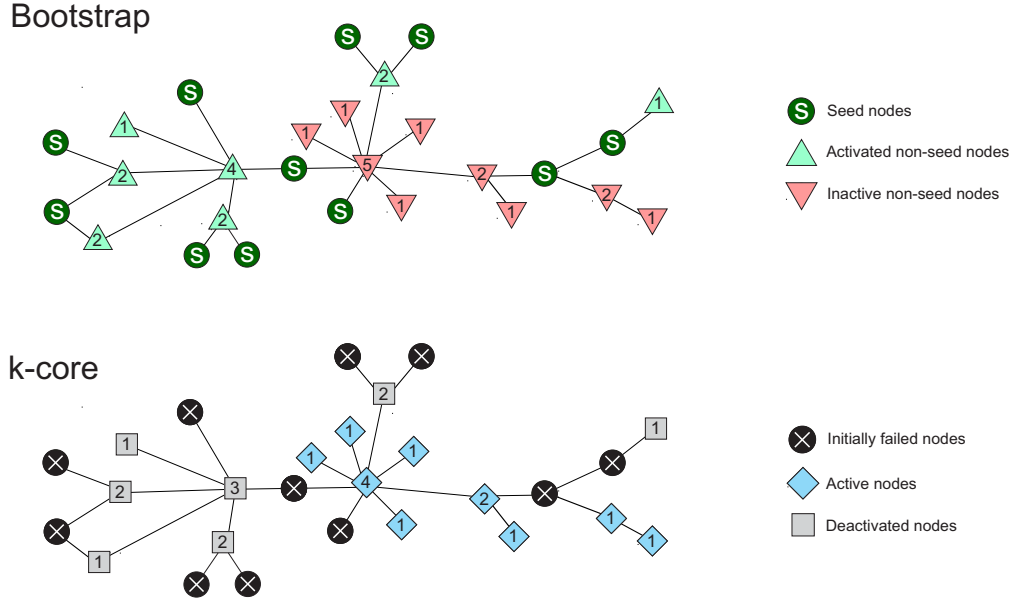 Bootstrap
S S
2
S 1
1 1 1
S S
S 2 4 S 5 2 S 2
S 2 2 S 1 1 1
S S
Seed nodes
Activated non-seed nodes
Inactive non-seed nodes
S
k-core
2
1 1 1 1
2 3 4 2 1
1 2 1 1 1
Initially failed nodes
Active nodes
Deactivated nodes